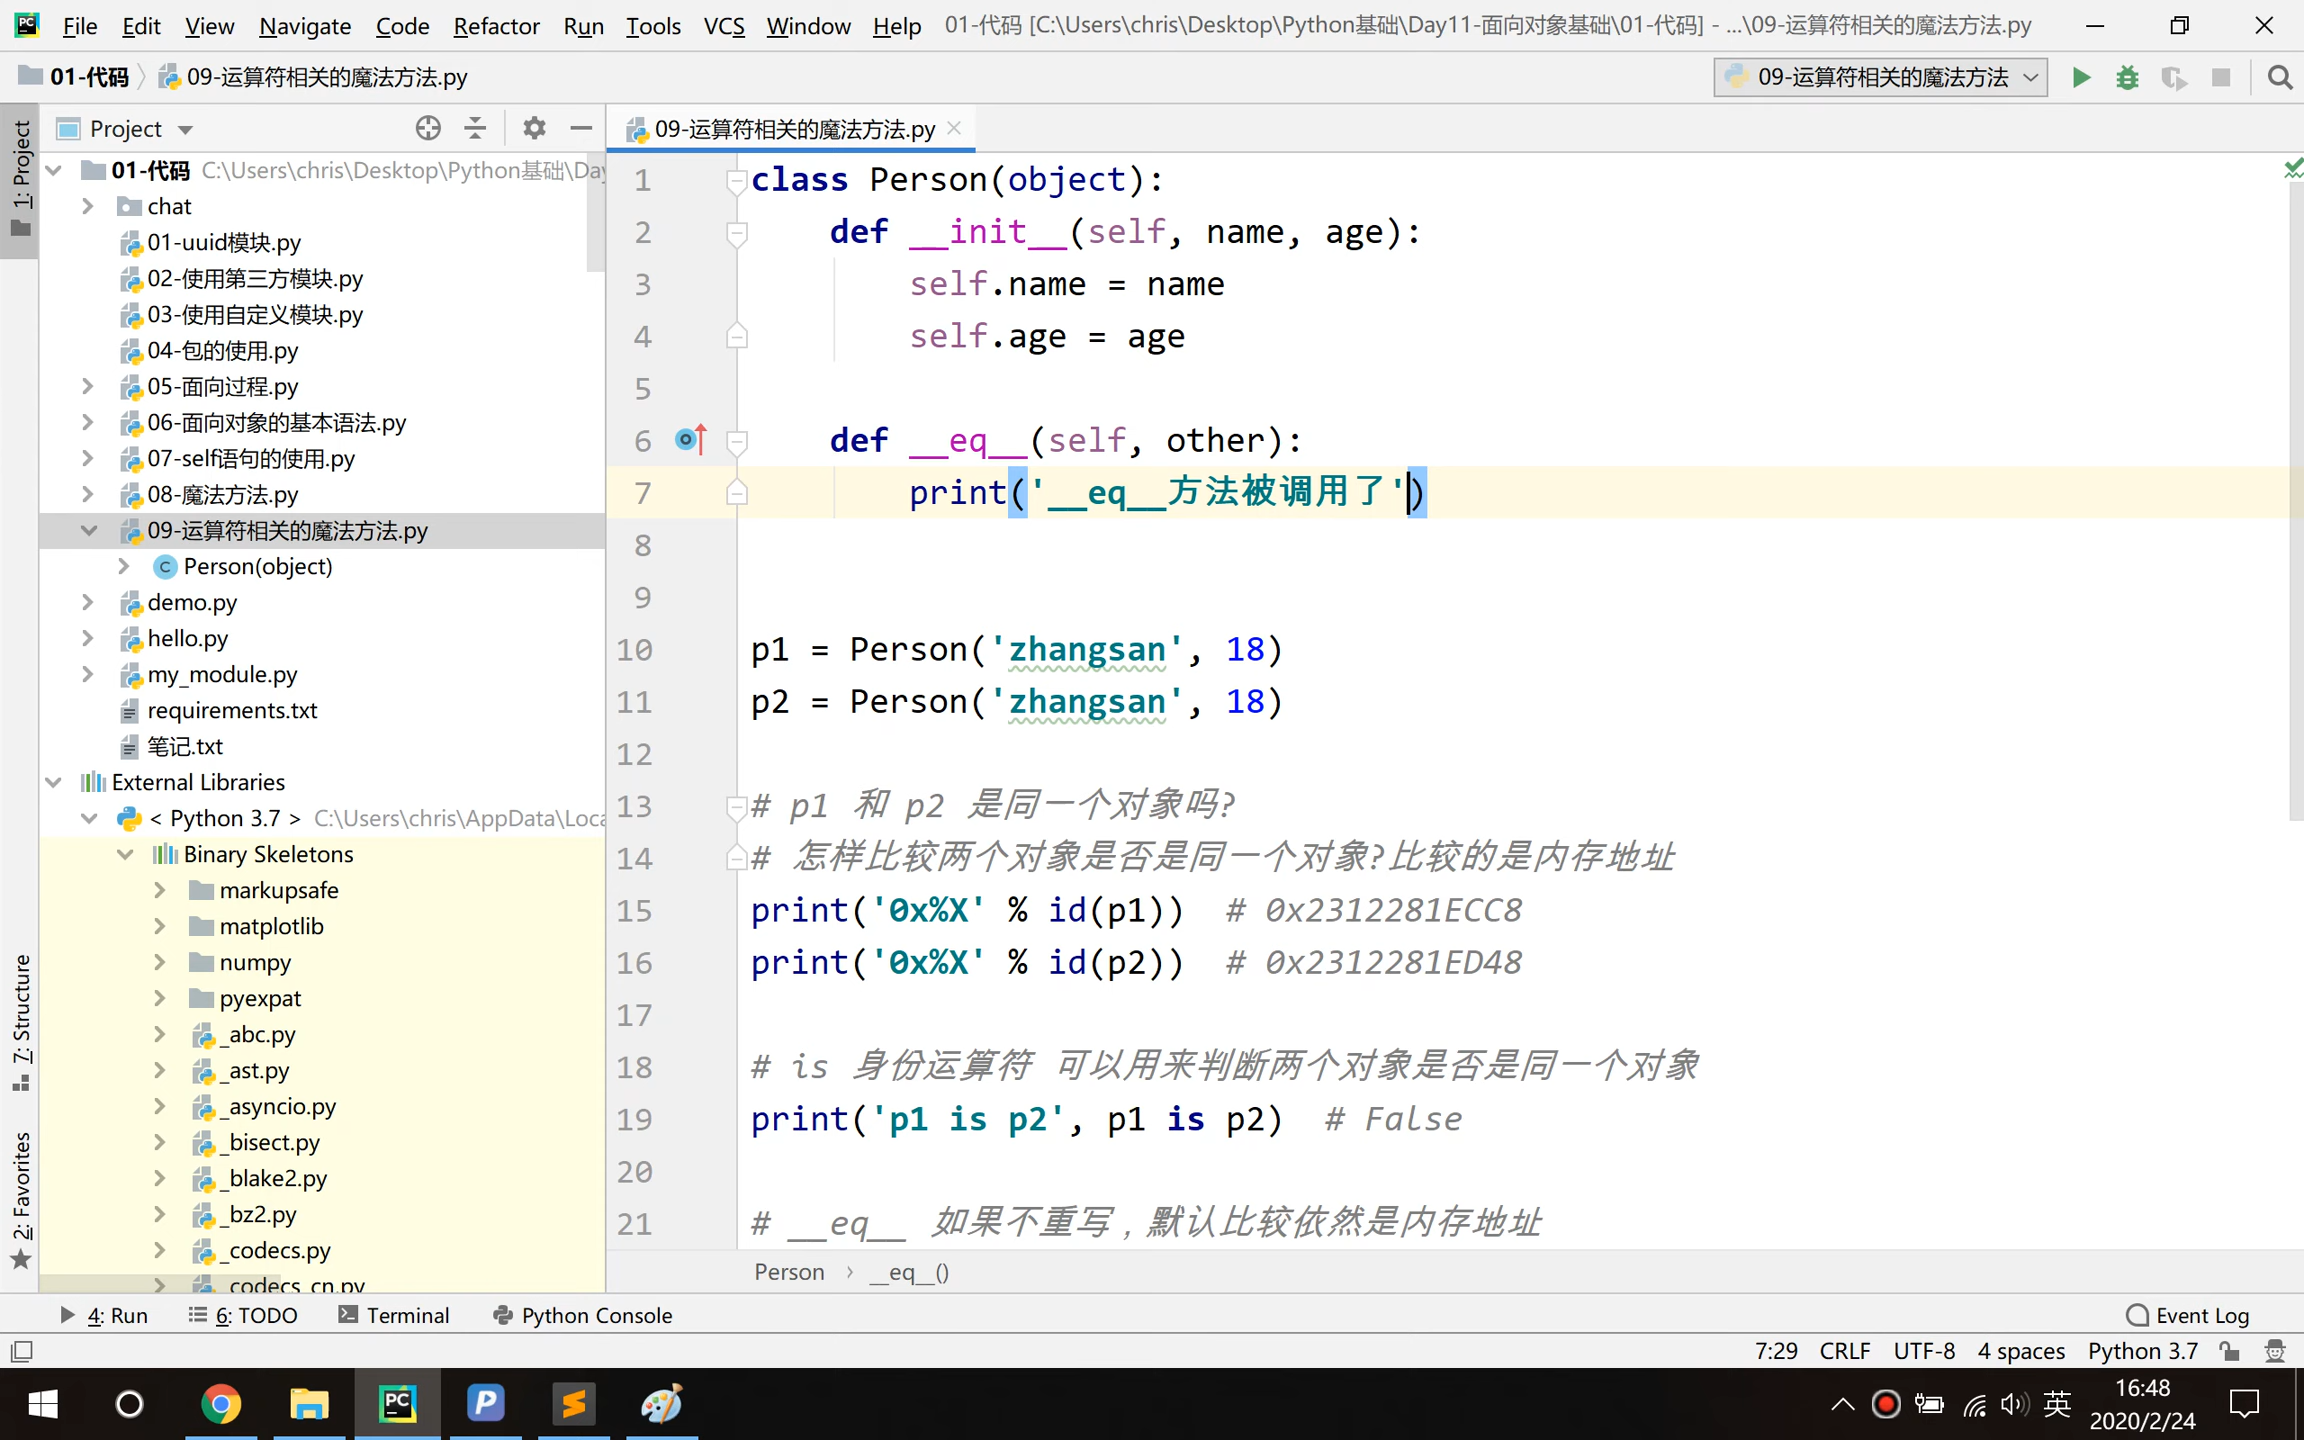 File Edit View Navigate Code Refactor Run Tools VCS Window Help 01-代码 [C:\Users\chris\Desktop\Python基础\Day11-面向对象基础\01-代码] - ...\09-运算符相关的魔法方法.py
01-代码 09-运算符相关的魔法方法.py 09-运算符相关的魔法方法
1: Project
Project
09-运算符相关的魔法方法.py
01-代码 C:\Users\chris\Desktop\Python基础\Day
chat
01-uuid模块.py
02-使用第三方模块.py
03-使用自定义模块.py
04-包的使用.py
05-面向过程.py
06-面向对象的基本语法.py
07-self语句的使用.py
08-魔法方法.py
09-运算符相关的魔法方法.py
Person(object)
demo.py
hello.py
my_module.py
requirements.txt
笔记.txt
External Libraries
< Python 3.7 > C:\Users\chris\AppData\Loca
Binary Skeletons
markupsafe
matplotlib
numpy
pyexpat
_abc.py
_ast.py
_asyncio.py
_bisect.py
_blake2.py
_bz2.py
_codecs.py
_codecs_cn.py
7: Structure
2: Favorites
1 class Person(object):
2 def __init__(self, name, age):
3 self.name = name
4 self.age = age
5
6 def __eq__(self, other):
7 print('__eq__方法被调用了')
8
9
10 p1 = Person('zhangsan', 18)
11 p2 = Person('zhangsan', 18)
12
13 # p1 和 p2 是同一个对象吗?
14 # 怎样比较两个对象是否是同一个对象?比较的是内存地址
15 print('0x%X' % id(p1)) # 0x2312281ECC8
16 print('0x%X' % id(p2)) # 0x2312281ED48
17
18 # is 身份运算符 可以用来判断两个对象是否是同一个对象
19 print('p1 is p2', p1 is p2) # False
20
21 # __eq__ 如果不重写，默认比较依然是内存地址
Person › __eq__()
4: Run 6: TODO Terminal Python Console Event Log
7:29 CRLF UTF-8 4 spaces Python 3.7
英 16:48
2020/2/24